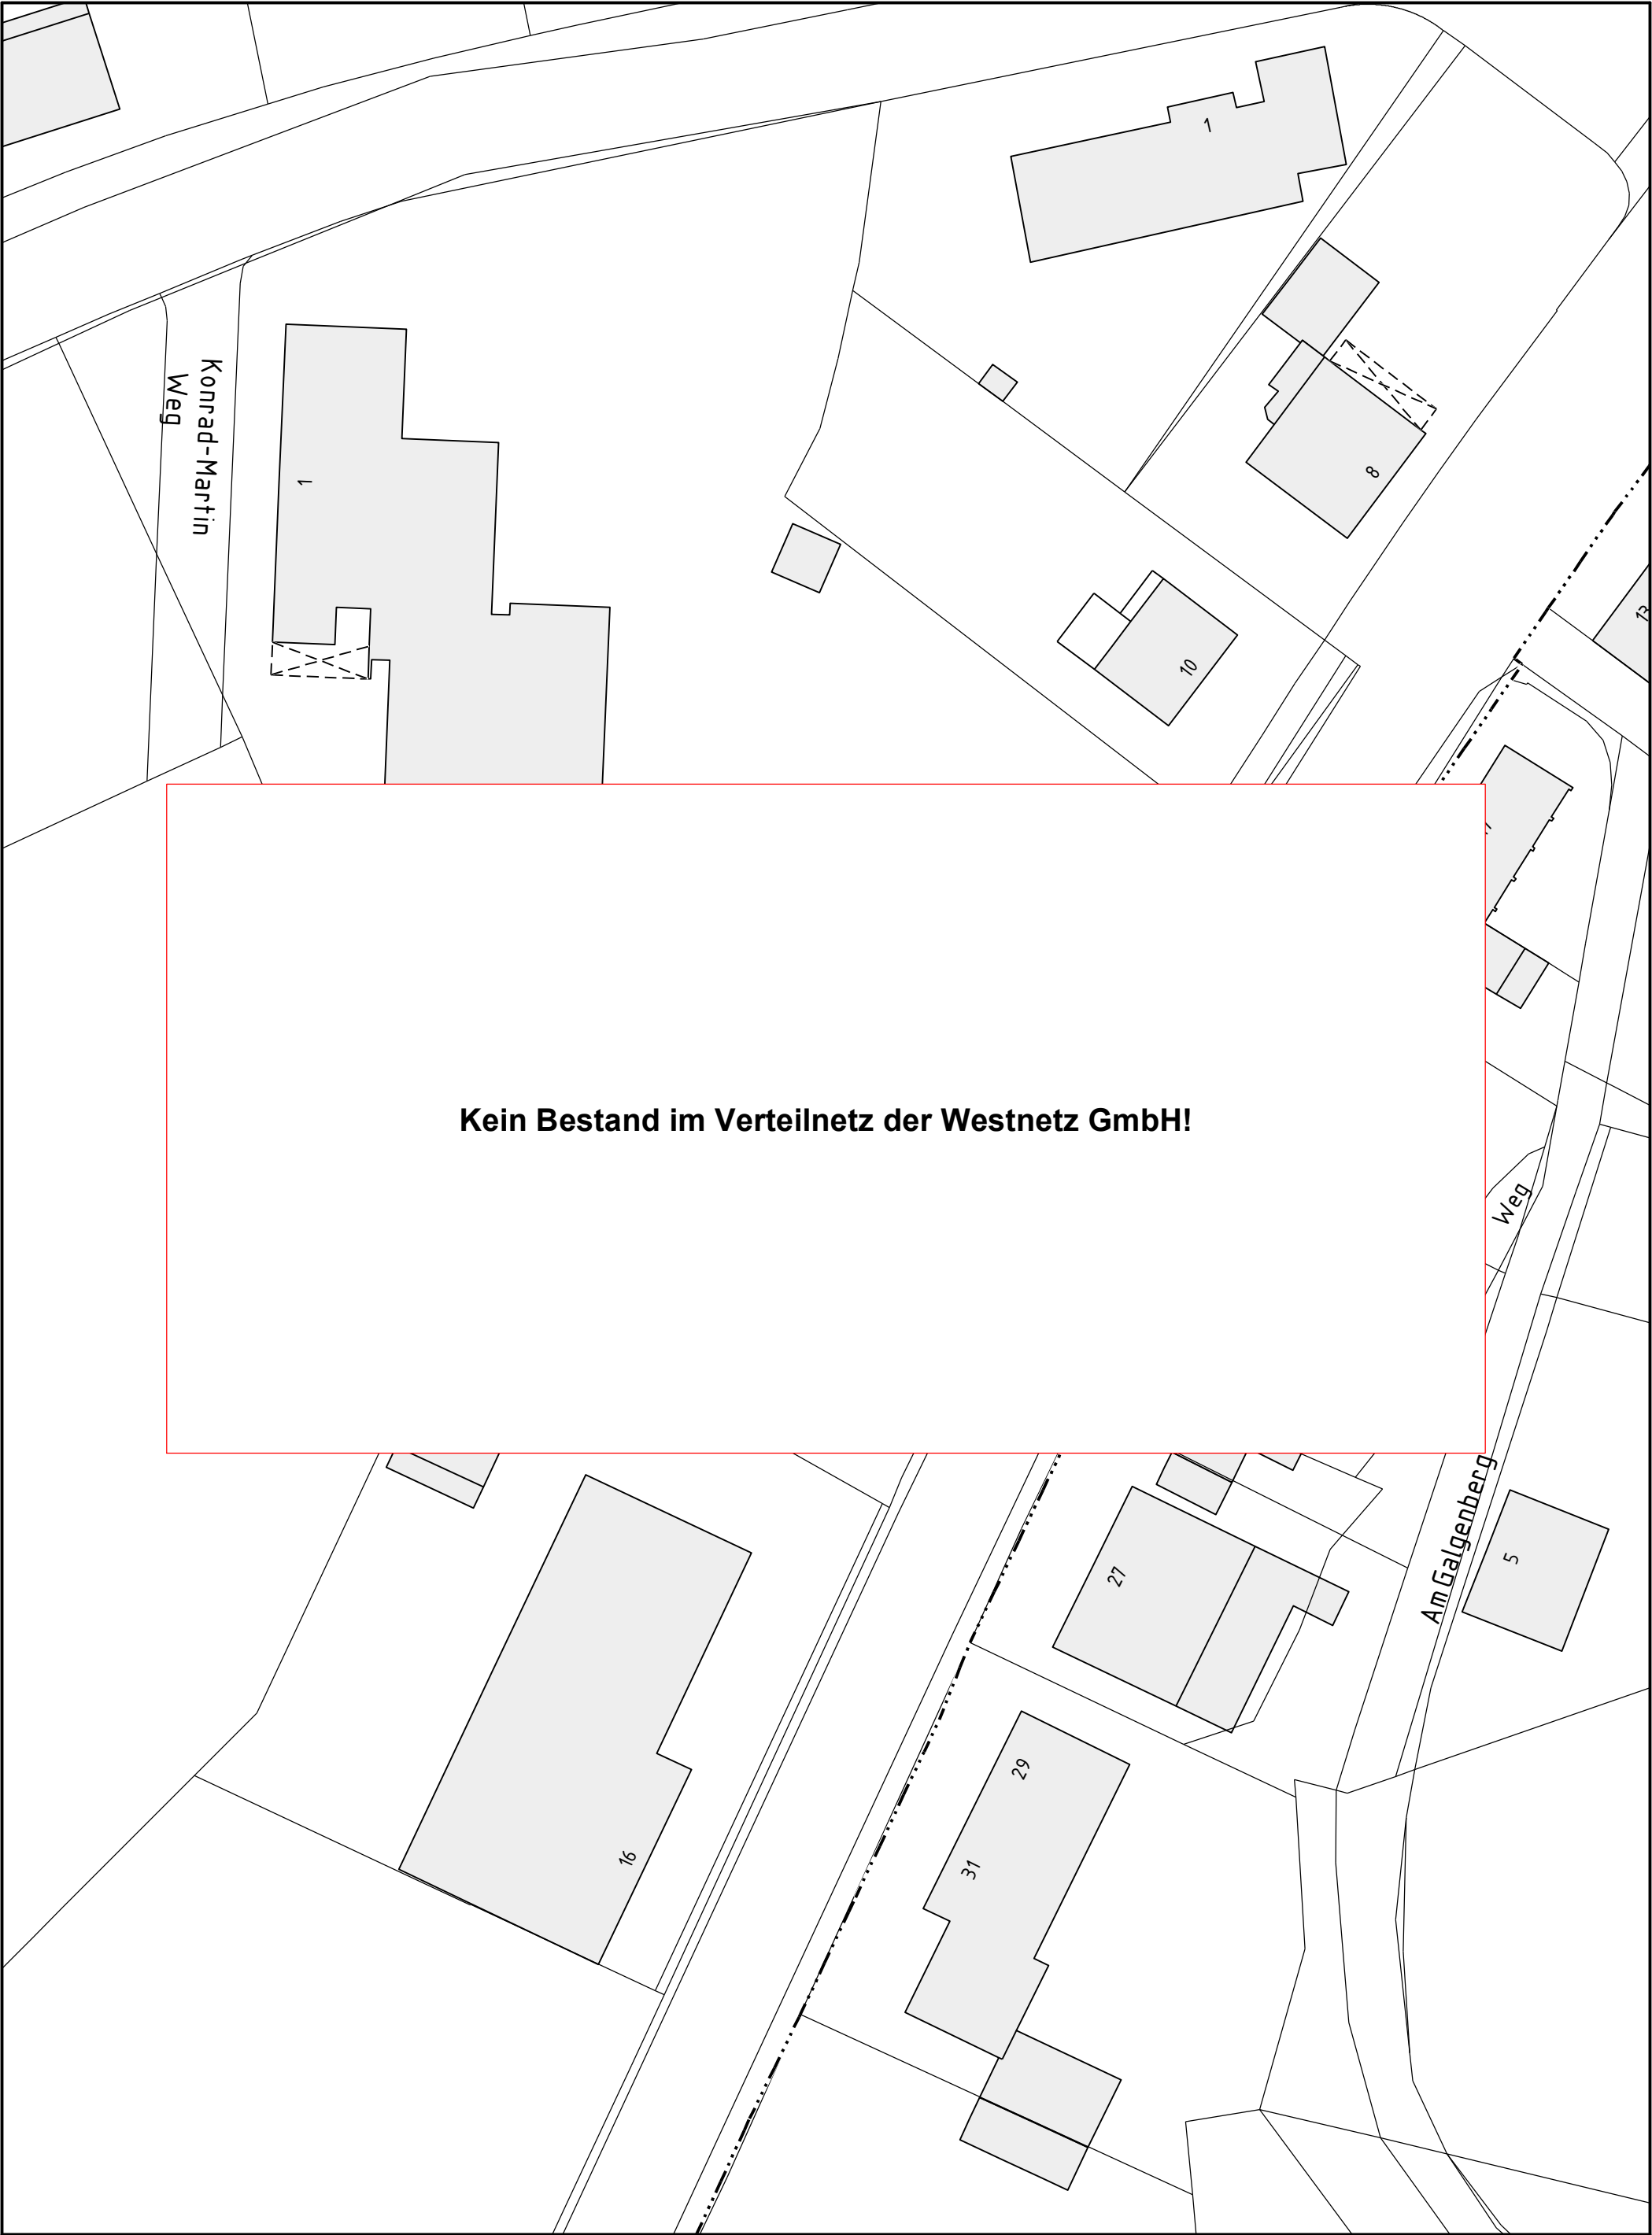 1
8
Konrad-Martin
Weg
1
13
10
Kein Bestand im Verteilnetz der Westnetz GmbH!
Weg
Am Galgenberg
5
27
29
31
16